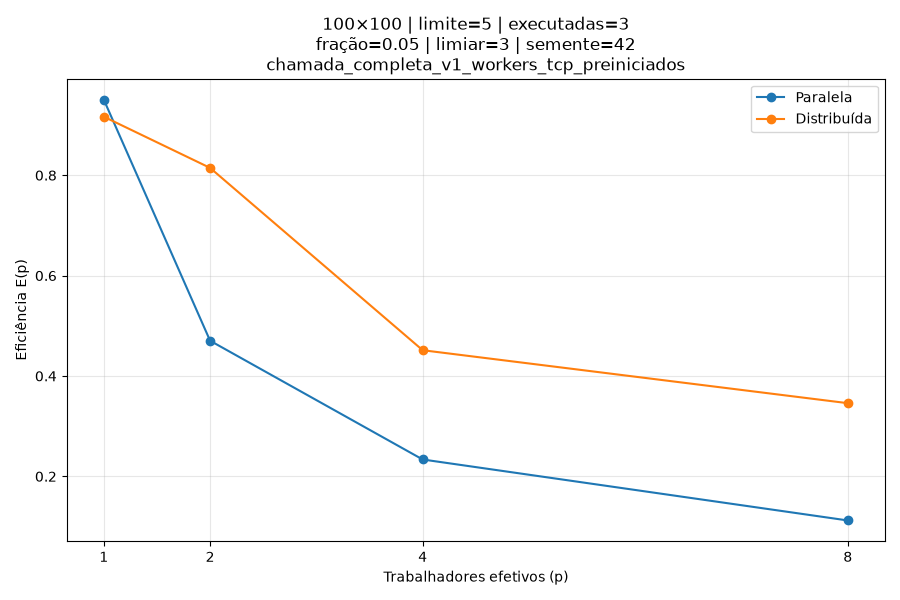 100×100 | limite=5 | executadas=3
fração=0.05 | limiar=3 | semente=42
chamada_completa_v1_workers_tcp_preiniciados
Paralela
Distribuída
Eficiência E(p)
0.8
0.6
0.4
0.2
1 2 4 8
Trabalhadores efetivos (p)